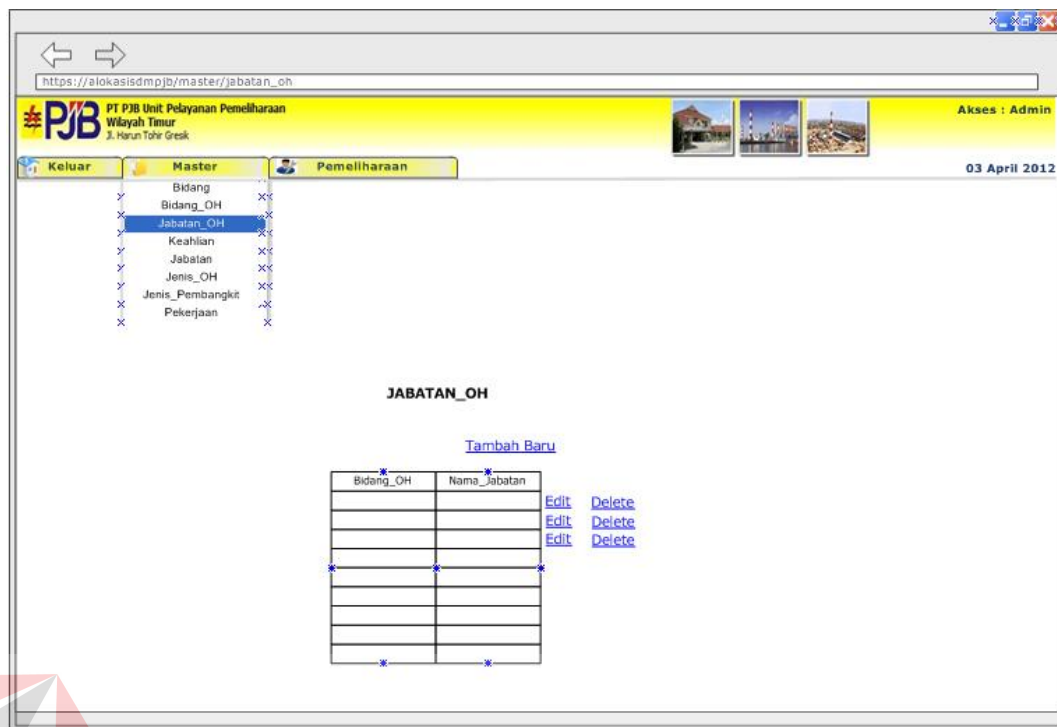 https://alokasisdmpjb/master/jabatan_oh
PJB
PT PJB Unit Pelayanan Pemeliharaan
Wilayah Timur
Jl. Harun Tohir Gresik
Akses : Admin
Keluar Master Pemeliharaan
03 April 2012
Bidang
Bidang_OH
Jabatan_OH
Keahlian
Jabatan
Jenis_OH
Jenis_Pembangkit
Pekerjaan
JABATAN_OH
Tambah Baru
Bidang_OH Nama_Jabatan
Edit Delete
Edit Delete
Edit Delete